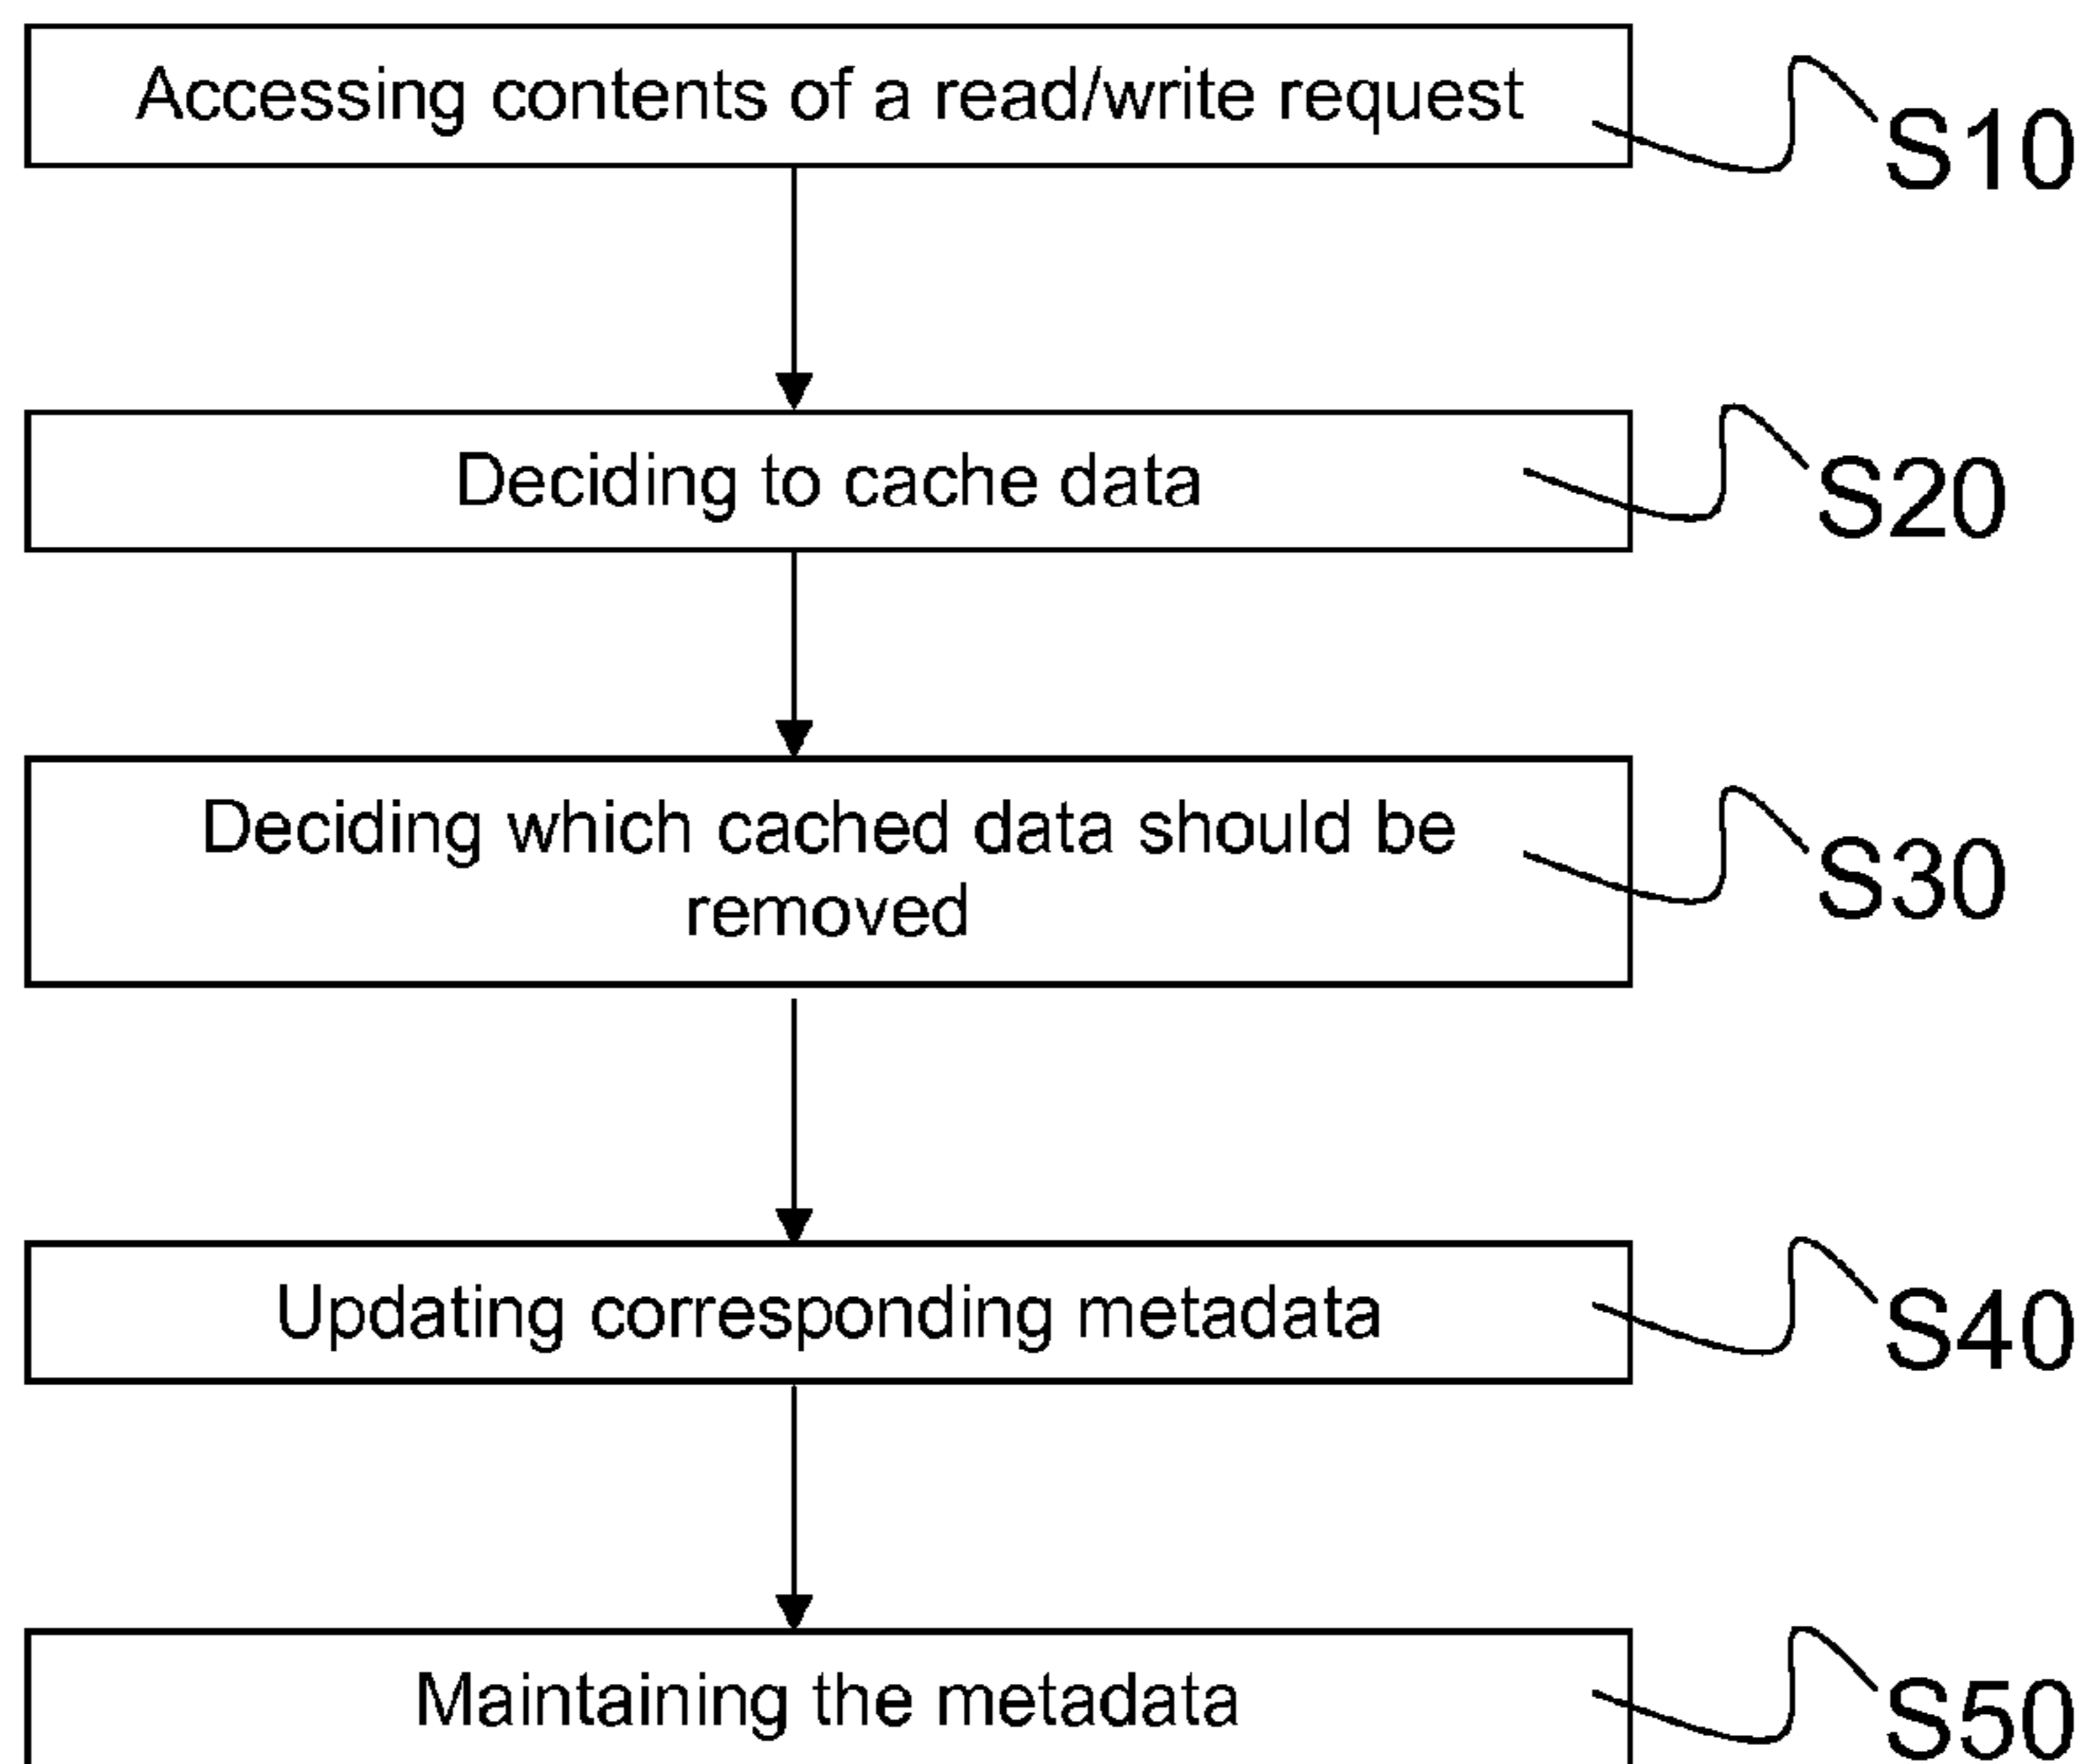 Accessing contents of a read/write request
S10
Deciding to cache data
S20
Deciding which cached data should be
removed
S30
Updating corresponding metadata
S40
Maintaining the metadata
S50